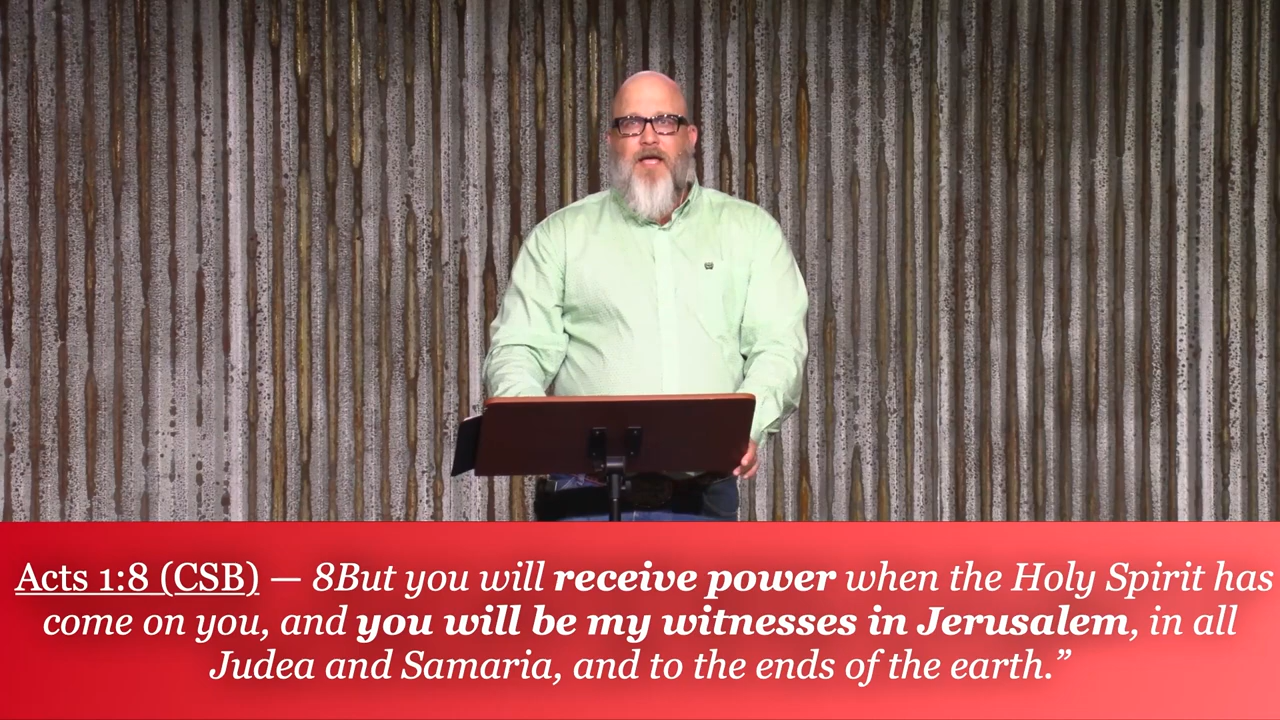 Acts 1:8 (CSB) — 8But you will receive power when the Holy Spirit has
come on you, and you will be my witnesses in Jerusalem, in all
Judea and Samaria, and to the ends of the earth.”